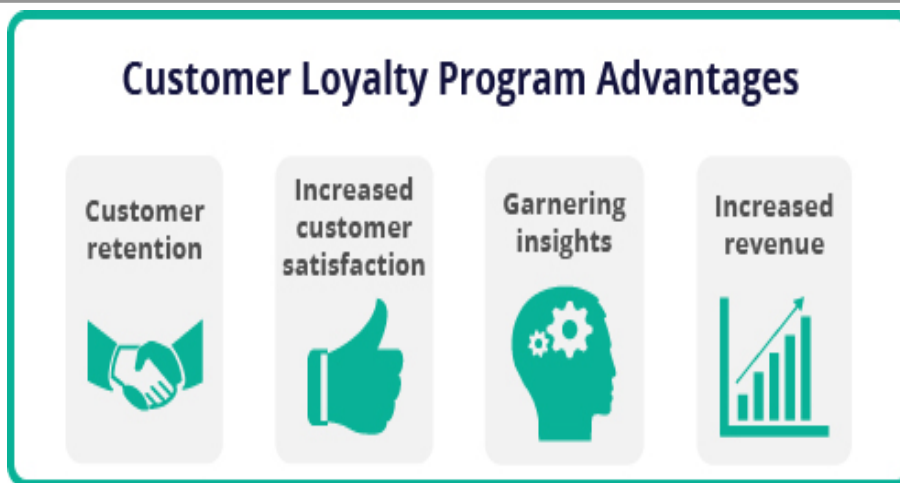 Customer Loyalty Program Advantages
Customer
retention
Increased
customer
satisfaction
Garnering
insights
Increased
revenue